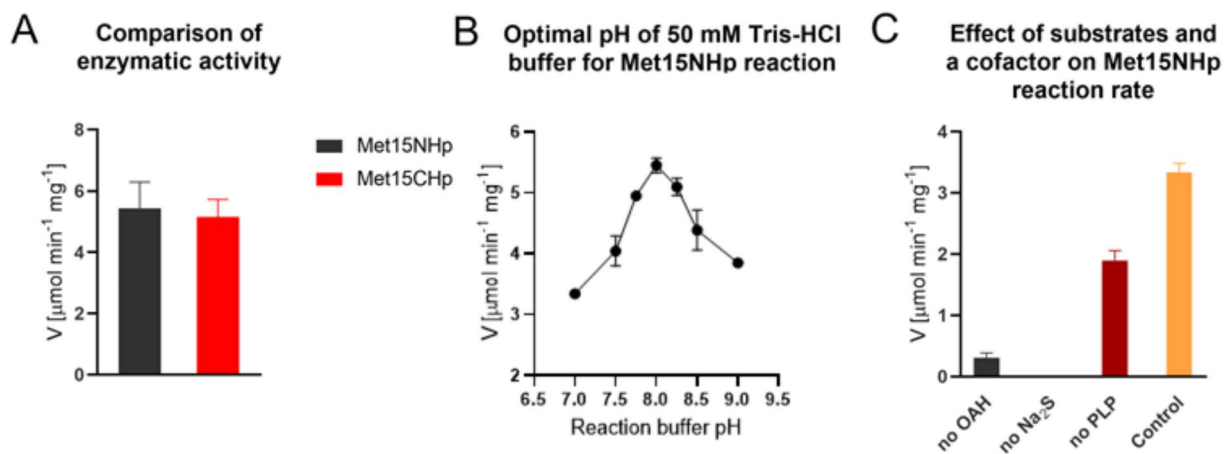 A
Comparison of
enzymatic activity
V [μmol min⁻¹ mg⁻¹]
8
6
4
2
0
Met15NHp
Met15CHp
B
Optimal pH of 50 mM Tris-HCl
buffer for Met15NHp reaction
V [μmol min⁻¹ mg⁻¹]
6
5
4
3
2
6.5 7.0 7.5 8.0 8.5 9.0 9.5
Reaction buffer pH
C
Effect of substrates and
a cofactor on Met15NHp
reaction rate
V [μmol min⁻¹ mg⁻¹]
4
3
2
1
0
no OAH
no Na₂S
no PLP
Control